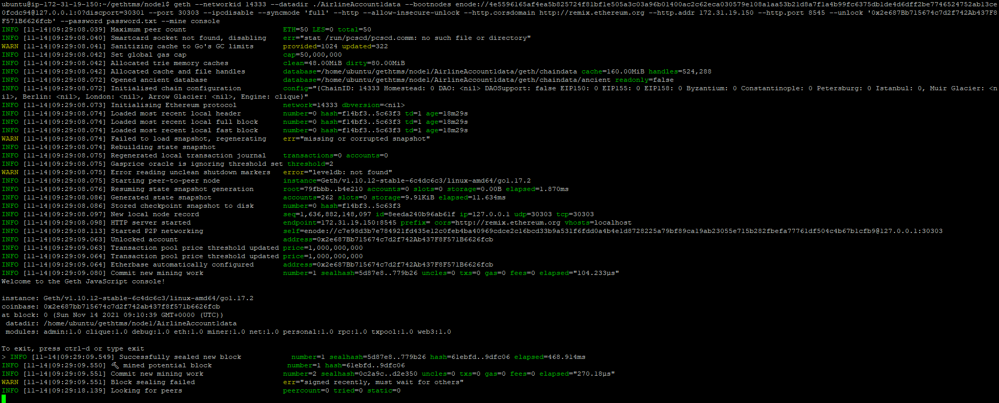 ubuntu@ip-172-31-19-150:~/gethtms/node1$ geth --networkid 14333 --datadir ./AirlineAccount1data --bootnodes enode://4e5596165af4ea5b825724f81bf1e505a3c03a96b01400ac2c62eca030579e108a1aa53b21d8a7f1a4b99fc6375db1de4d6dff2be7746524752ab13ce
0fcdc94@127.0.0.1:0?discport=30301 --port 30303 --ipcdisable --syncmode 'full' --http --allow-insecure-unlock --http.corsdomain http://remix.ethereum.org --http.addr 172.31.19.150 --http.port 8545 --unlock '0x2e687Bb715674c7d2f742Ab437F8
F571B6626fcb' --password password.txt --mine console
INFO [11-14|09:29:08.039] Maximum peer count                       ETH=50 LES=0 total=50
INFO [11-14|09:29:08.040] Smartcard socket not found, disabling    err="stat /run/pcscd/pcscd.comm: no such file or directory"
WARN [11-14|09:29:08.041] Sanitizing cache to Go's GC limits       provided=1024 updated=322
INFO [11-14|09:29:08.042] Set global gas cap                       cap=50,000,000
INFO [11-14|09:29:08.042] Allocated trie memory caches             clean=48.00MiB dirty=80.00MiB
INFO [11-14|09:29:08.042] Allocated cache and file handles         database=/home/ubuntu/gethtms/node1/AirlineAccount1data/geth/chaindata cache=160.00MiB handles=524,288
INFO [11-14|09:29:08.072] Opened ancient database                  database=/home/ubuntu/gethtms/node1/AirlineAccount1data/geth/chaindata/ancient readonly=false
INFO [11-14|09:29:08.072] Initialised chain configuration          config="{ChainID: 14333 Homestead: 0 DAO: <nil> DAOSupport: false EIP150: 0 EIP155: 0 EIP158: 0 Byzantium: 0 Constantinople: 0 Petersburg: 0 Istanbul: 0, Muir Glacier: <n
il>, Berlin: <nil>, London: <nil>, Arrow Glacier: <nil>, Engine: clique}"
INFO [11-14|09:29:08.073] Initialising Ethereum protocol           network=14333 dbversion=<nil>
INFO [11-14|09:29:08.074] Loaded most recent local header          number=0 hash=f14bf3..5c63f3 td=1 age=18m29s
INFO [11-14|09:29:08.074] Loaded most recent local full block      number=0 hash=f14bf3..5c63f3 td=1 age=18m29s
INFO [11-14|09:29:08.074] Loaded most recent local fast block      number=0 hash=f14bf3..5c63f3 td=1 age=18m29s
WARN [11-14|09:29:08.074] Failed to load snapshot, regenerating    err="missing or corrupted snapshot"
INFO [11-14|09:29:08.074] Rebuilding state snapshot
INFO [11-14|09:29:08.075] Regenerated local transaction journal    transactions=0 accounts=0
INFO [11-14|09:29:08.075] Gasprice oracle is ignoring threshold set threshold=2
WARN [11-14|09:29:08.075] Error reading unclean shutdown markers   error="leveldb: not found"
INFO [11-14|09:29:08.075] Starting peer-to-peer node               instance=Geth/v1.10.12-stable-6c4dc6c3/linux-amd64/go1.17.2
INFO [11-14|09:29:08.076] Resuming state snapshot generation       root=79fbbb..b4e210 accounts=0 slots=0 storage=0.00B elapsed=1.870ms
INFO [11-14|09:29:08.086] Generated state snapshot                 accounts=262 slots=0 storage=9.91KiB elapsed=11.634ms
INFO [11-14|09:29:08.086] Stored checkpoint snapshot to disk       number=0 hash=f14bf3..5c63f3
INFO [11-14|09:29:08.097] New local node record                    seq=1,636,882,148,097 id=8eeda240b96ab61f ip=127.0.0.1 udp=30303 tcp=30303
INFO [11-14|09:29:08.098] HTTP server started                      endpoint=172.31.19.150:8545 prefix= cors=http://remix.ethereum.org vhosts=localhost
INFO [11-14|09:29:08.113] Started P2P networking                   self=enode://c7e98d3b7e784921fd435e12c0feb4ba40969cdce2c16bcd33b9a531f6fdd0a4b4e1d8728225a79bf89ca19ab23055e715b282fbefa77761df504c4b67b1cfb9@127.0.0.1:30303
INFO [11-14|09:29:09.063] Unlocked account                         address=0x2e687Bb715674c7d2f742Ab437F8F571B6626fcb
INFO [11-14|09:29:09.063] Transaction pool price threshold updated price=1,000,000,000
INFO [11-14|09:29:09.064] Transaction pool price threshold updated price=1,000,000,000
INFO [11-14|09:29:09.064] Etherbase automatically configured       address=0x2e687Bb715674c7d2f742Ab437F8F571B6626fcb
INFO [11-14|09:29:09.080] Commit new mining work                   number=1 sealhash=5d87e8..779b26 uncles=0 txs=0 gas=0 fees=0 elapsed="104.233µs"
Welcome to the Geth JavaScript console!
instance: Geth/v1.10.12-stable-6c4dc6c3/linux-amd64/go1.17.2
coinbase: 0x2e687bb715674c7d2f742ab437f8f571b6626fcb
at block: 0 (Sun Nov 14 2021 09:10:39 GMT+0000 (UTC))
 datadir: /home/ubuntu/gethtms/node1/AirlineAccount1data
 modules: admin:1.0 clique:1.0 debug:1.0 eth:1.0 miner:1.0 net:1.0 personal:1.0 rpc:1.0 txpool:1.0 web3:1.0
To exit, press ctrl-d or type exit
> INFO [11-14|09:29:09.549] Successfully sealed new block            number=1 sealhash=5d87e8..779b26 hash=61ebfd..9dfc06 elapsed=468.914ms
INFO [11-14|09:29:09.550] 🔨 mined potential block                  number=1 hash=61ebfd..9dfc06
INFO [11-14|09:29:09.551] Commit new mining work                   number=2 sealhash=0c2a9c..d2e350 uncles=0 txs=0 gas=0 fees=0 elapsed="270.18µs"
WARN [11-14|09:29:09.551] Block sealing failed                     err="signed recently, must wait for others"
INFO [11-14|09:29:18.139] Looking for peers                        peercount=0 tried=0 static=0